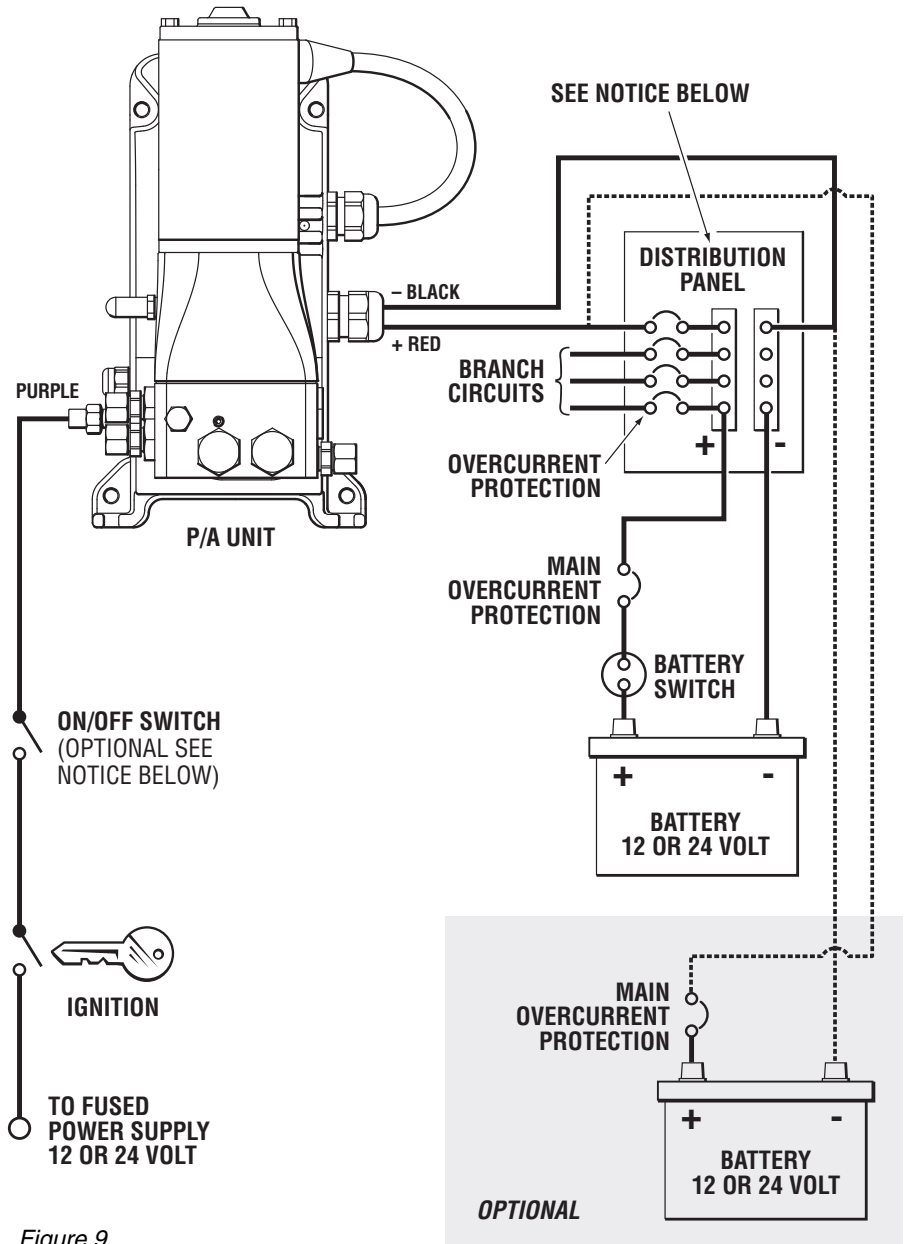 SEE NOTICE BELOW
DISTRIBUTION
PANEL
– BLACK
+ RED
BRANCH
CIRCUITS
+ -
PURPLE
OVERCURRENT
PROTECTION
P/A UNIT
MAIN
OVERCURRENT
PROTECTION
BATTERY
SWITCH
ON/OFF SWITCH
(OPTIONAL SEE
NOTICE BELOW)
+ -
BATTERY
12 OR 24 VOLT
IGNITION
MAIN
OVERCURRENT
PROTECTION
TO FUSED
POWER SUPPLY
12 OR 24 VOLT
+ -
BATTERY
12 OR 24 VOLT
OPTIONAL
Figure 9